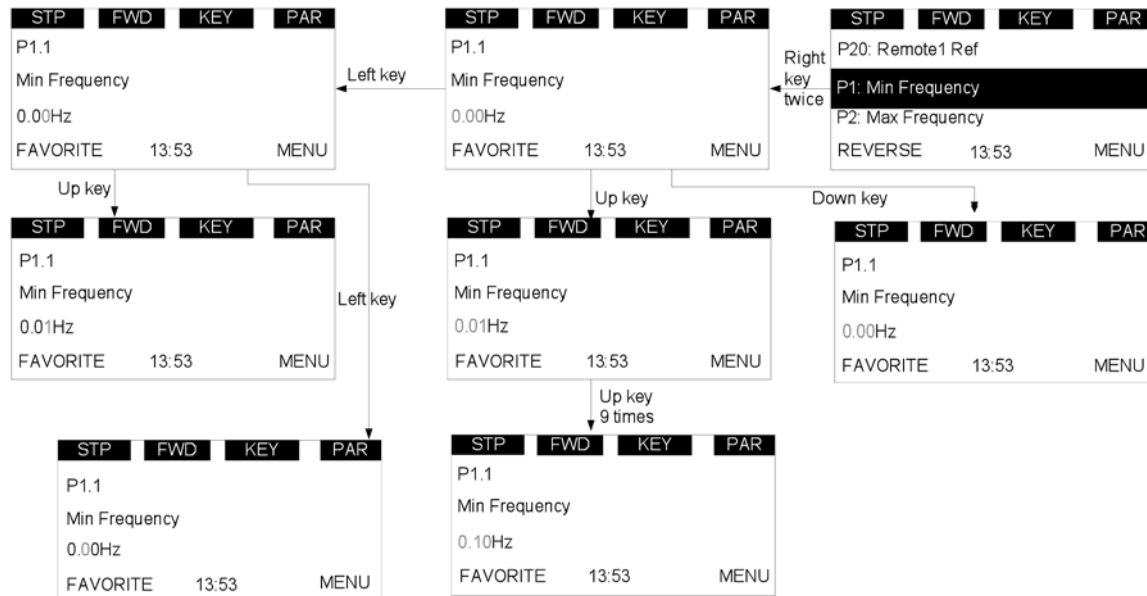 STP FWD KEY PAR
P1.1
Min Frequency
0.00Hz
FAVORITE 13:53 MENU
Left key
STP FWD KEY PAR
P1.1
Min Frequency
0.00Hz
FAVORITE 13:53 MENU
Right
key
twice
STP FWD KEY PAR
P20: Remote1 Ref
P1: Min Frequency
P2: Max Frequency
REVERSE 13:53 MENU
Up key
Up key
Down key
STP FWD KEY PAR
P1.1
Min Frequency
0.01Hz
FAVORITE 13:53 MENU
Left key
STP FWD KEY PAR
P1.1
Min Frequency
0.01Hz
FAVORITE 13:53 MENU
STP FWD KEY PAR
P1.1
Min Frequency
0.00Hz
FAVORITE 13:53 MENU
Up key
9 times
STP FWD KEY PAR
P1.1
Min Frequency
0.00Hz
FAVORITE 13:53 MENU
STP FWD KEY PAR
P1.1
Min Frequency
0.10Hz
FAVORITE 13:53 MENU